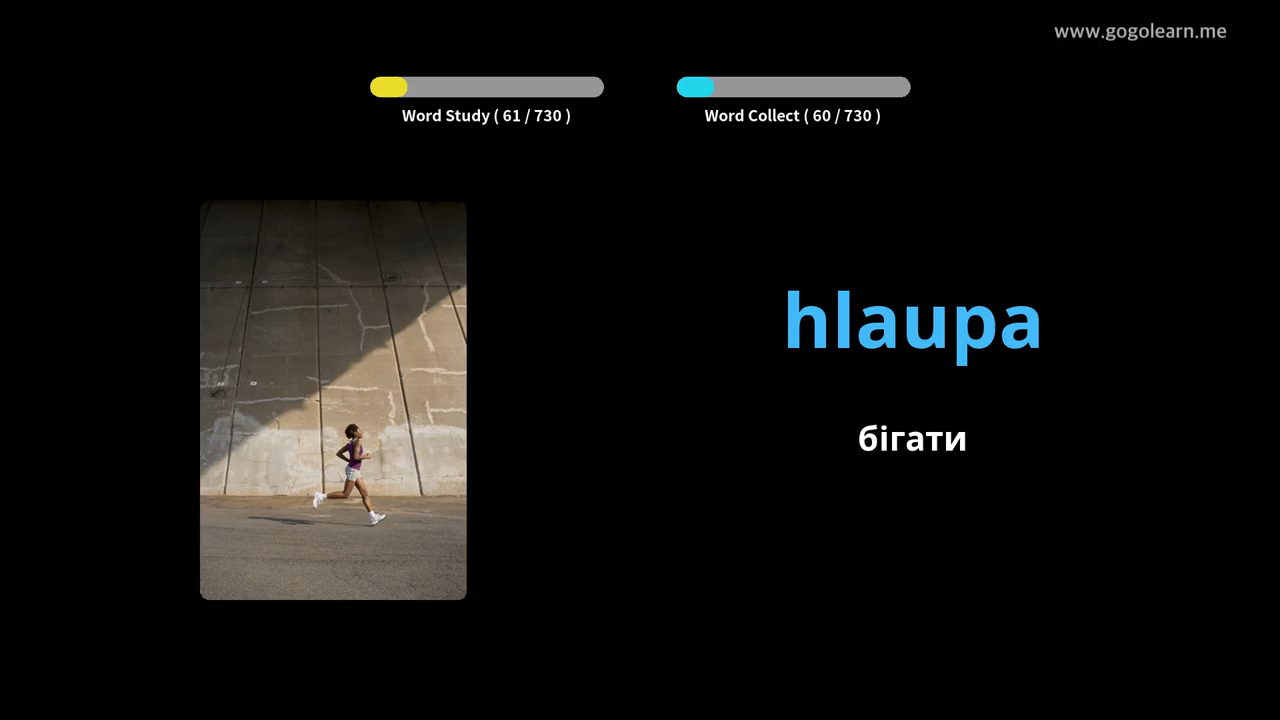 www.gogolearn.me
Word Study ( 61 / 730 )
Word Collect ( 60 / 730 )
hlaupa
бігати